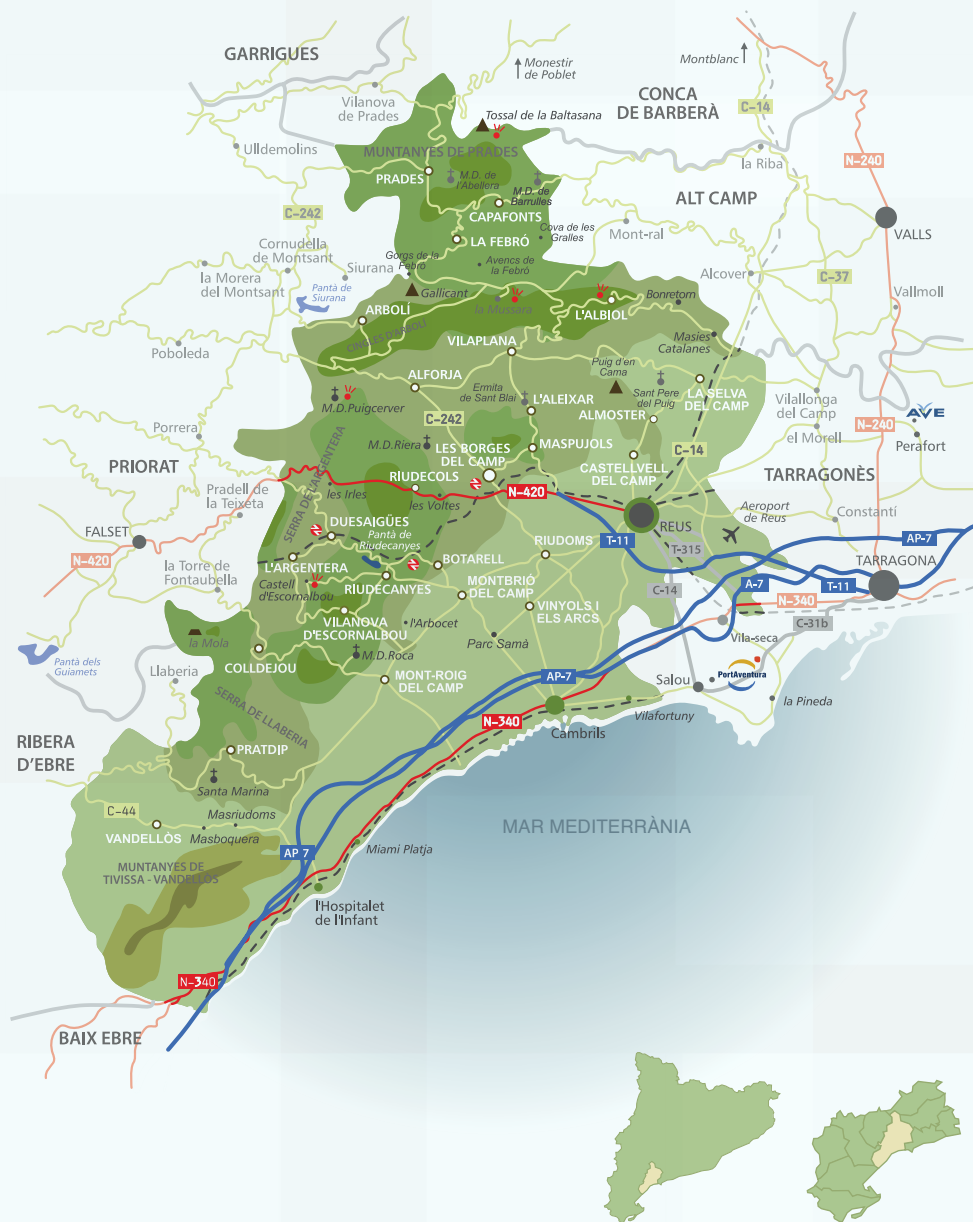 GARRIGUES
Monestir
de Poblet
Montblanc
CONCA
DE BARBERÀ
C-14
Vilanova
de Prades
Tossal de la Baltasana
Ulldemolins
MUNTANYES DE PRADES
la Riba
N-240
PRADES
M.D. de
l'Abellera
M.D. de
Barrulles
ALT CAMP
C-242
CAPAFONTS
VALLS
Cornudella
de Montsant
LA FEBRÓ
Cova de les
Gralles
Mont-ral
Gorgs de la
Febró
Avencs de
la Febró
la Morera
del Montsant
Siurana
Alcover
C-37
Pantà de
Siurana
Gallicant
la Mussara
Bonretorn
Vallmoll
ARBOLÍ
L'ALBIOL
CINGLES D'ARBOLÍ
Masies
Catalanes
Poboleda
VILAPLANA
Puig d'en
Cama
ALFORJA
Ermita
de Sant Blai
Sant Pere
del Puig
LA SELVA
DEL CAMP
M.D.Puigcerver
L'ALEIXAR
Vilallonga
del Camp
AVE
C-242
ALMOSTER
N-240
Porrera
el Morell
Perafort
M.D.Riera
LES BORGES
DEL CAMP
MASPUJOLS
C-14
PRIORAT
SERRA DE L'ARGENTERA
CASTELLVELL
DEL CAMP
TARRAGONÈS
RIUDECOLS
Pradell de
la Teixeta
les Irles
les Voltes
N-420
Aeroport
de Reus
Constantí
FALSET
DUESAIGÜES
REUS
Pantà de
Riudecanyes
RIUDOMS
T-11
T-315
AP-7
N-420
la Torre de
Fontaubella
L'ARGENTERA
BOTARELL
TARRAGONA
Castell
d'Escornalbou
RIUDECANYES
MONTBRIÓ
DEL CAMP
C-14
A-7
T-11
N-340
VILANOVA
D'ESCORNALBOU
l'Arbocet
VINYOLS I
ELS ARCS
C-31b
la Mola
Parc Samà
Vila-seca
Pantà dels
Guiamets
Llaberia
COLLDEJOU
M.D.Roca
MONT-ROIG
DEL CAMP
AP-7
Salou
PortAventura
la Pineda
SERRA DE LLABERIA
N-340
Vilafortuny
RIBERA
D'EBRE
PRATDIP
Cambrils
Santa Marina
C-44
Masriudoms
MAR MEDITERRÀNIA
VANDELLÒS
Masboquera
AP 7
Miami Platja
MUNTANYES DE
TIVISSA - VANDELLÒS
l'Hospitalet
de l'Infant
N-340
BAIX EBRE